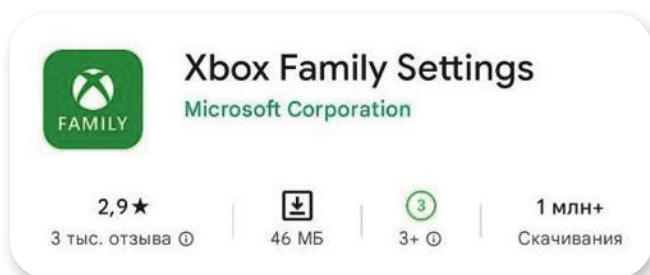 Xbox Family Settings
Microsoft Corporation
FAMILY
2,9★
3 тыс. отзыва
46 МБ
3
3+
1 млн+
Скачивания